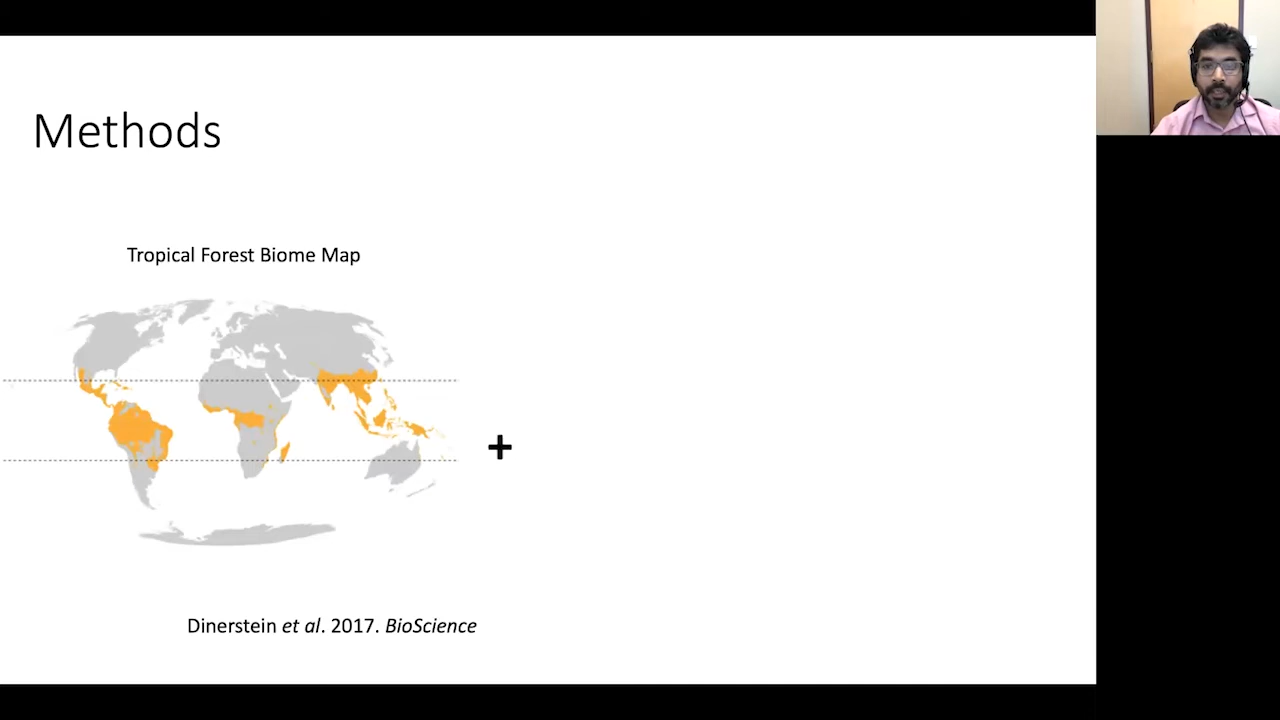 Methods
Tropical Forest Biome Map
+
Dinerstein et al. 2017. BioScience